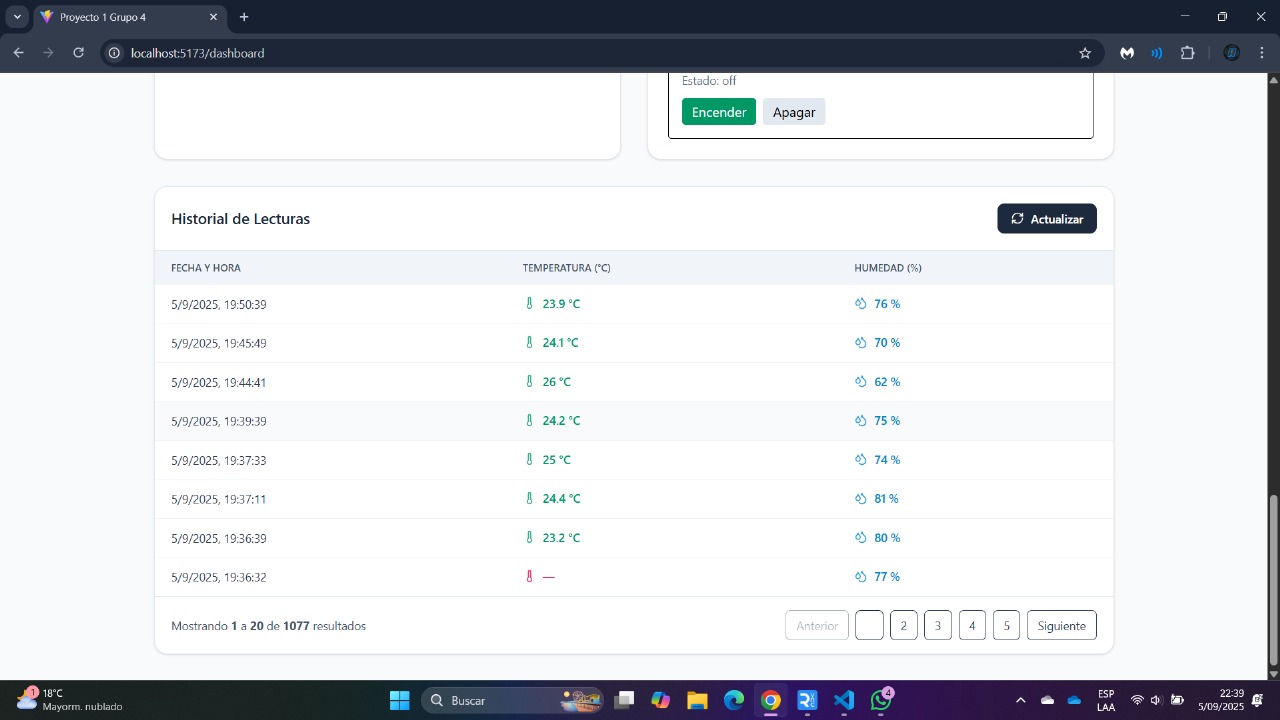 Proyecto 1 Grupo 4
localhost:5173/dashboard
Estado: off
Encender Apagar
Historial de Lecturas
Actualizar
FECHA Y HORA TEMPERATURA (°C) HUMEDAD (%)
5/9/2025, 19:50:39 23.9 °C 76 %
5/9/2025, 19:45:49 24.1 °C 70 %
5/9/2025, 19:44:41 26 °C 62 %
5/9/2025, 19:39:39 24.2 °C 75 %
5/9/2025, 19:37:33 25 °C 74 %
5/9/2025, 19:37:11 24.4 °C 81 %
5/9/2025, 19:36:39 23.2 °C 80 %
5/9/2025, 19:36:32 — 77 %
Mostrando 1 a 20 de 1077 resultados
Anterior 2 3 4 5 Siguiente
1
18°C
Mayorm. nublado
Buscar
4
ESP
LAA
22:39
5/09/2025